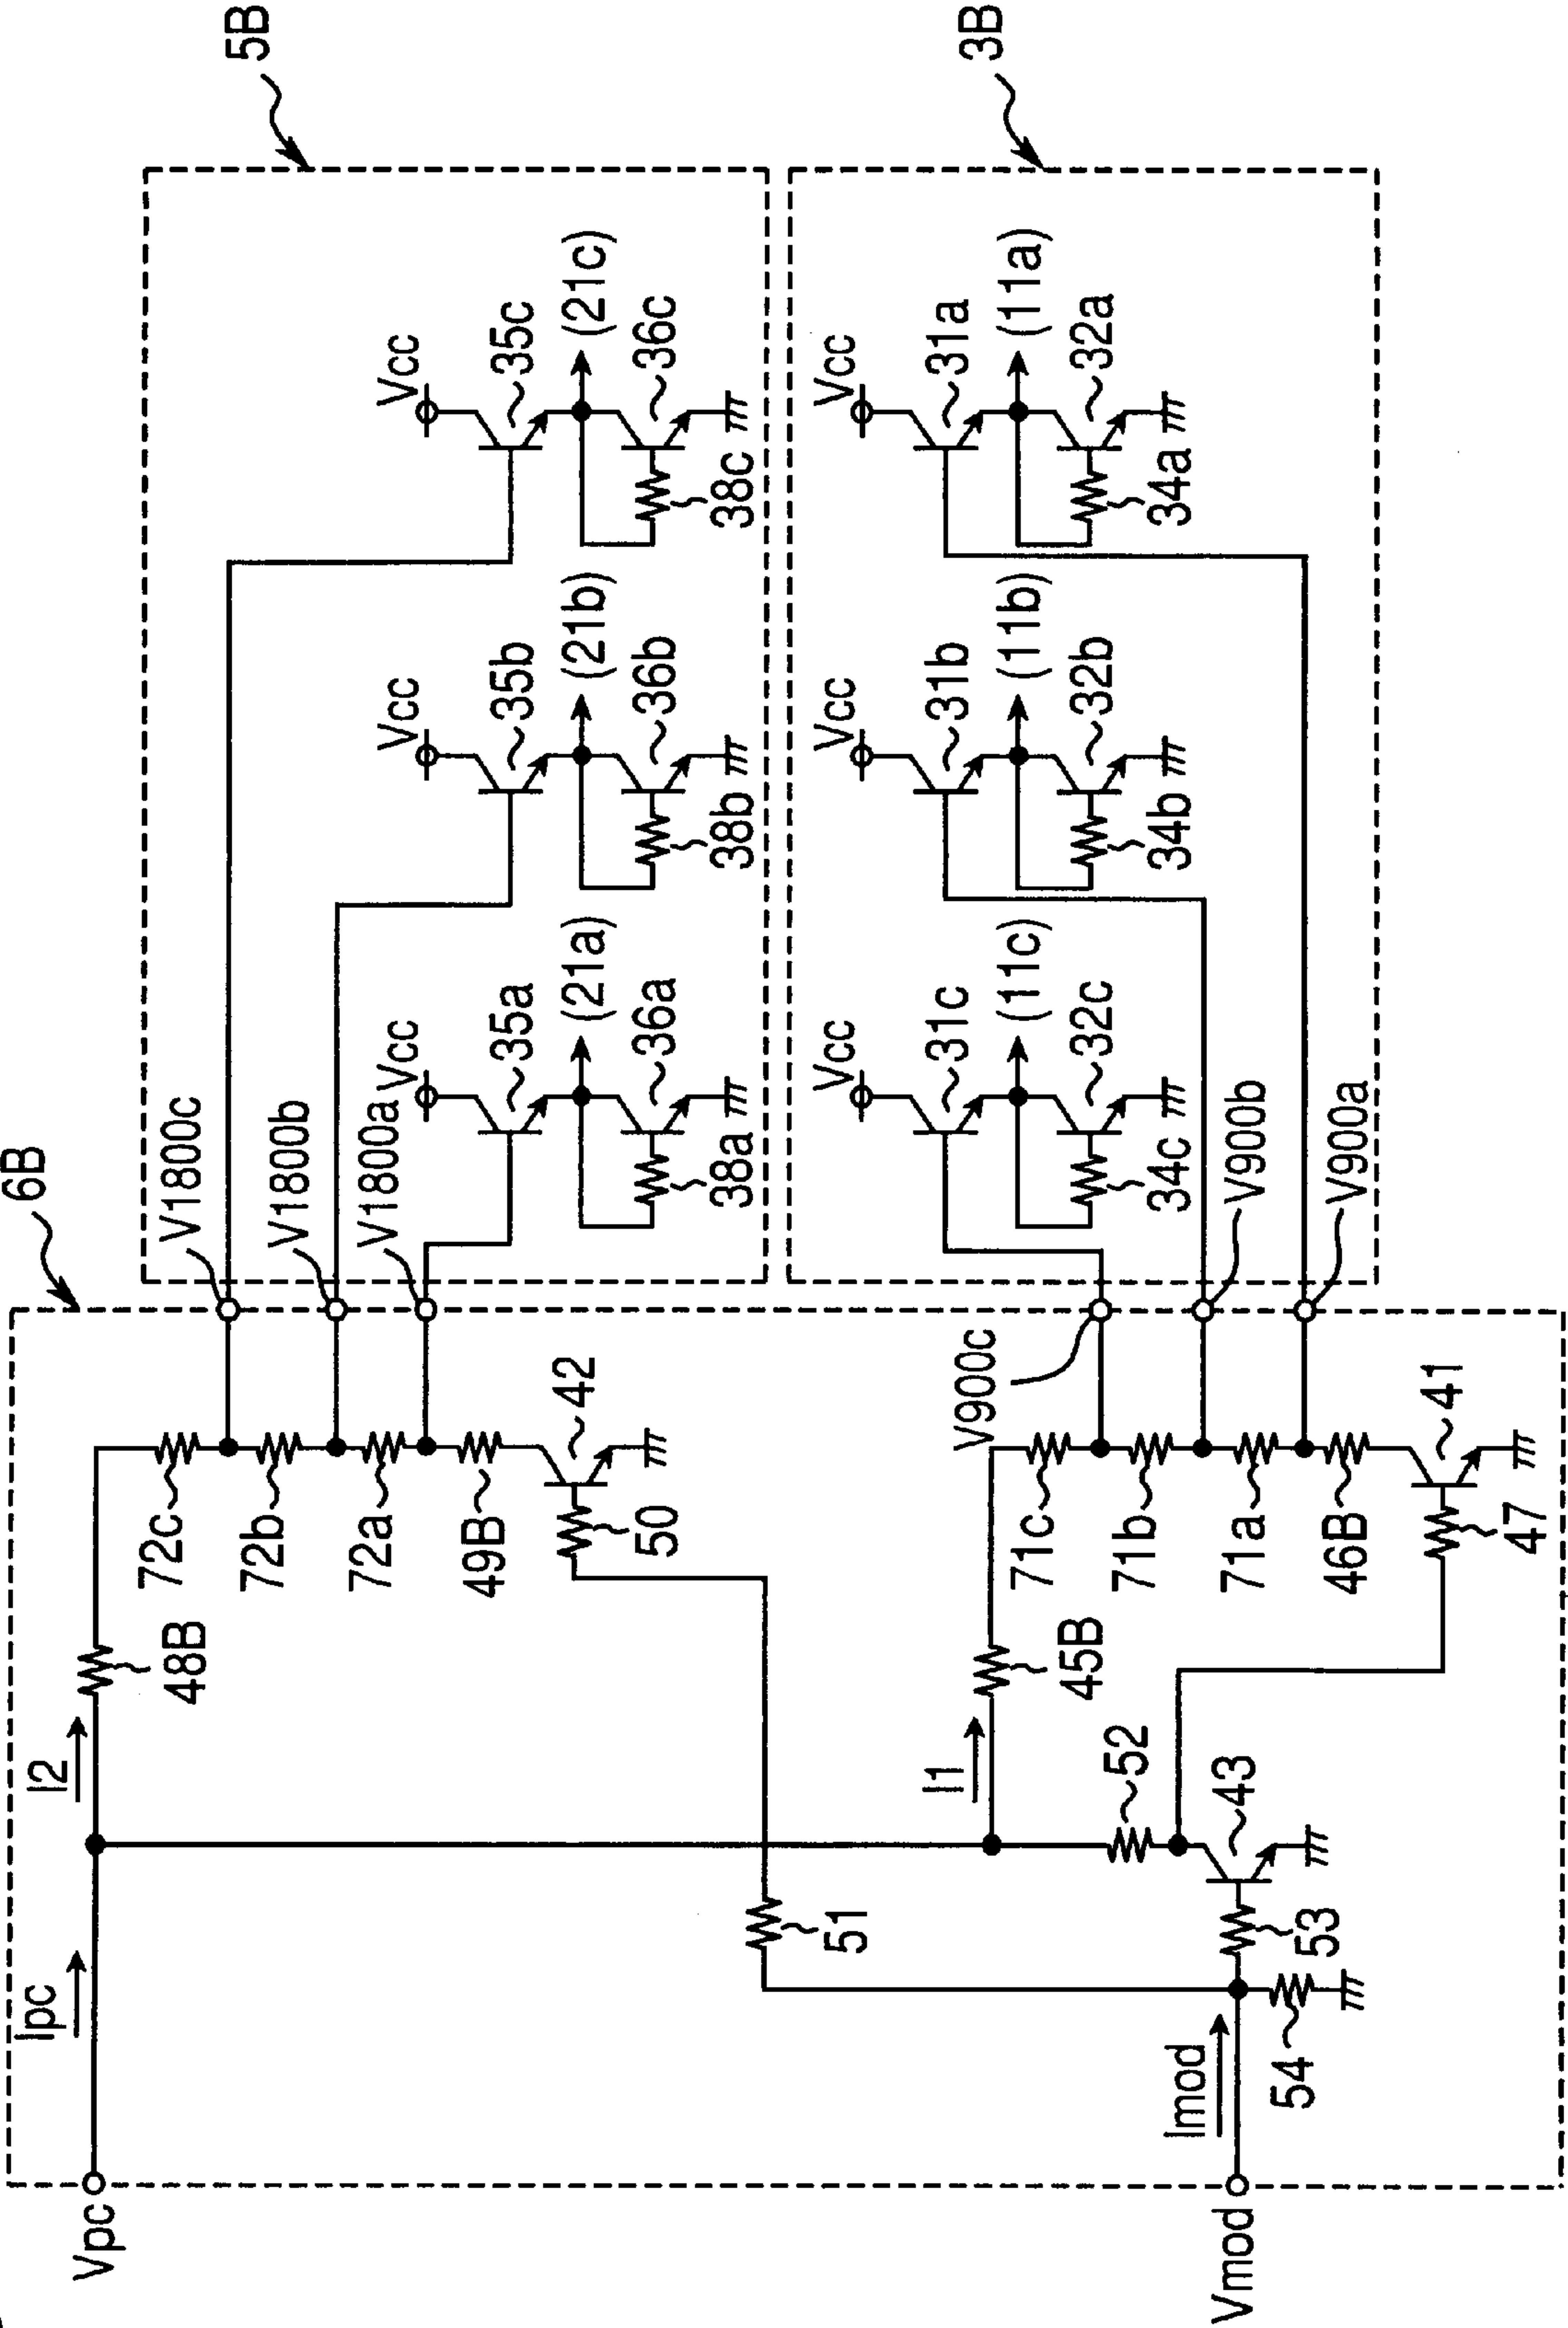 6B
5B
3B
Vpc
Ipc
I2
48B
72c
72b
72a
49B
42
50
51
V1800c
V1800b
V1800a
Vcc
35a
(21a)
36a
38a
Vcc
35b
(21b)
36b
38b
Vcc
35c
(21c)
36c
38c
Vmod
Imod
54
53
43
52
I1
45B
71c
71b
71a
46B
41
47
V900c
V900b
V900a
Vcc
31c
(11c)
32c
34c
Vcc
31b
(11b)
32b
34b
Vcc
31a
(11a)
32a
34a